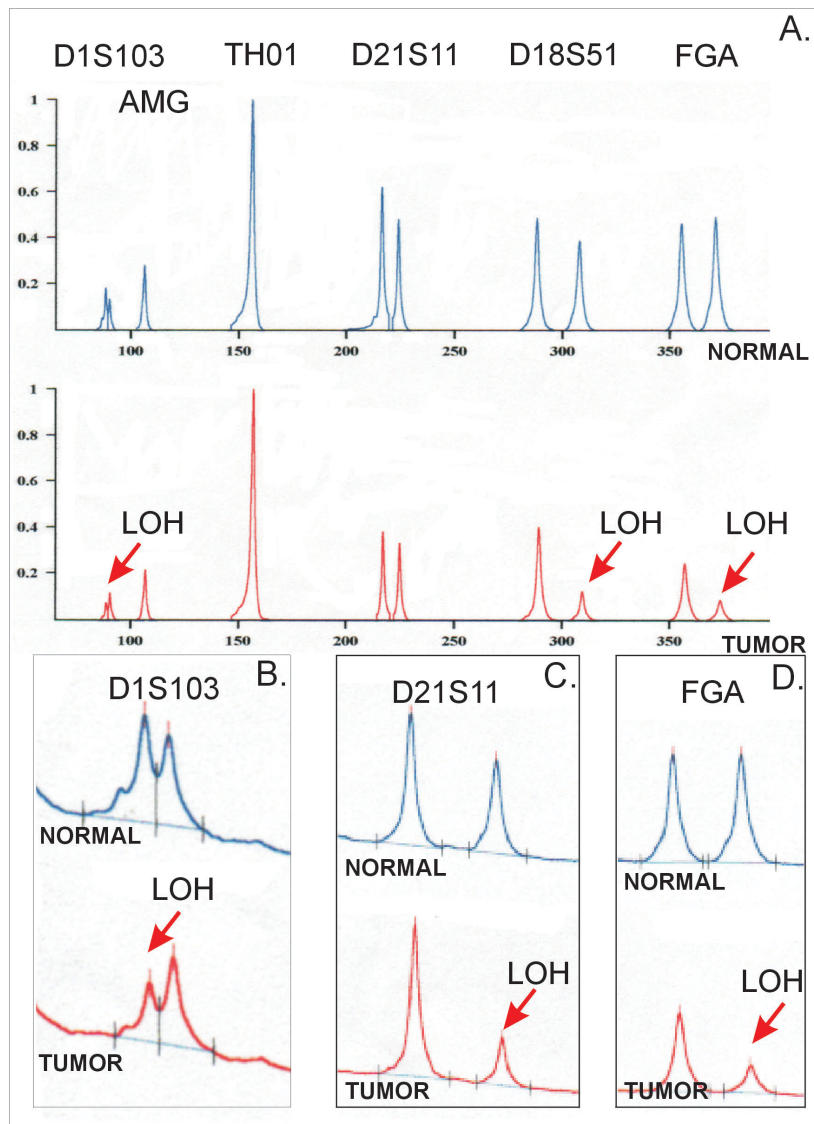 A.
D1S103 TH01 D21S11 D18S51 FGA
AMG
1
0.8
0.6
0.4
0.2
100 150 200 250 300 350 NORMAL
1
0.8
0.6
0.4
0.2
LOH LOH LOH
100 150 200 250 300 350
TUMOR
B.
D1S103
NORMAL
LOH
TUMOR
C.
D21S11
NORMAL
LOH
TUMOR
D.
FGA
NORMAL
LOH
TUMOR